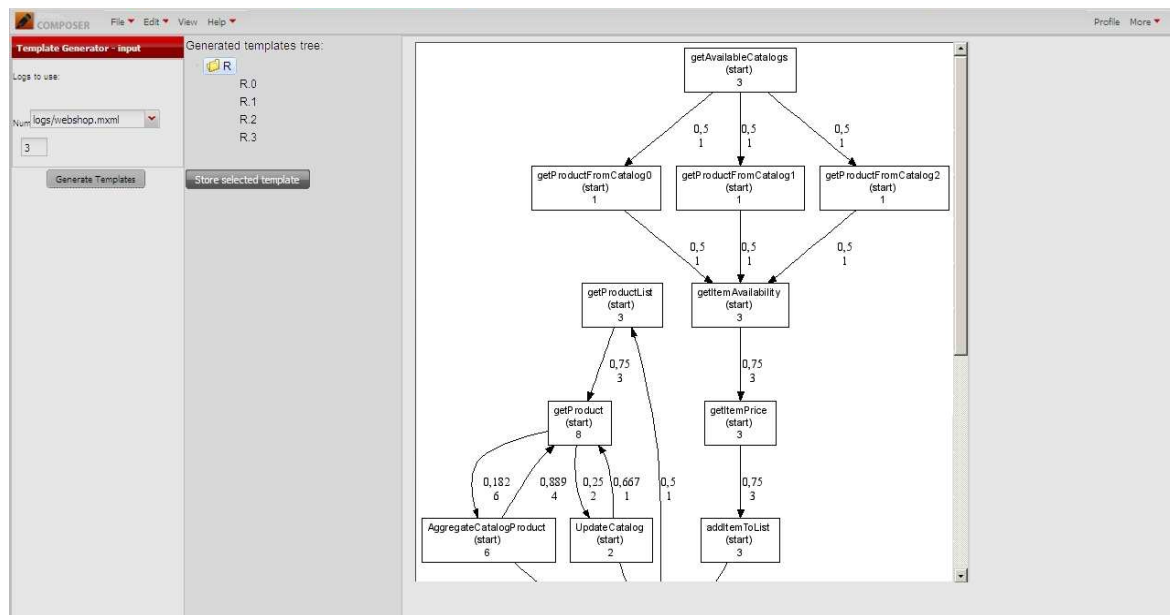 COMPOSER File Edit View Help Profile More
Template Generator - input
Logs to use:
Num
logs/webshop.mxml
3
Generate Templates
Generated templates tree:
R
R.0
R.1
R.2
R.3
Store selected template
getAvailableCatalogs
(start)
3
0,5
1
0,5
1
0,5
1
getProductFromCatalog0
(start)
1
getProductFromCatalog1
(start)
1
getProductFromCatalog2
(start)
1
0,5
1
0,5
1
0,5
1
getProductList
(start)
3
getItemAvailability
(start)
3
0,75
3
0,75
3
getProduct
(start)
8
getItemPrice
(start)
3
0,182
6
0,889
4
0,25
2
0,667
1
0,5
1
0,75
3
AggregateCatalogProduct
(start)
6
UpdateCatalog
(start)
2
addItemToList
(start)
3